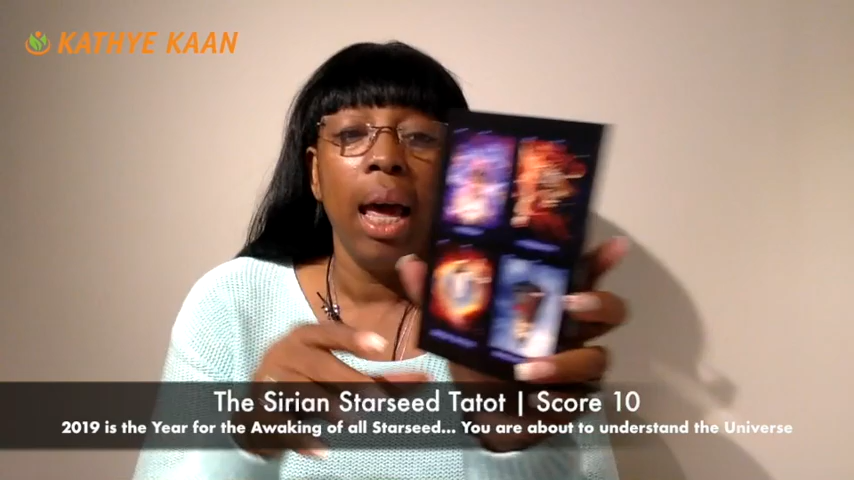 KATHYE KAAN
The Sirian Starseed Tatot | Score 10
2019 is the Year for the Awaking of all Starseed... You are about to understand the Universe